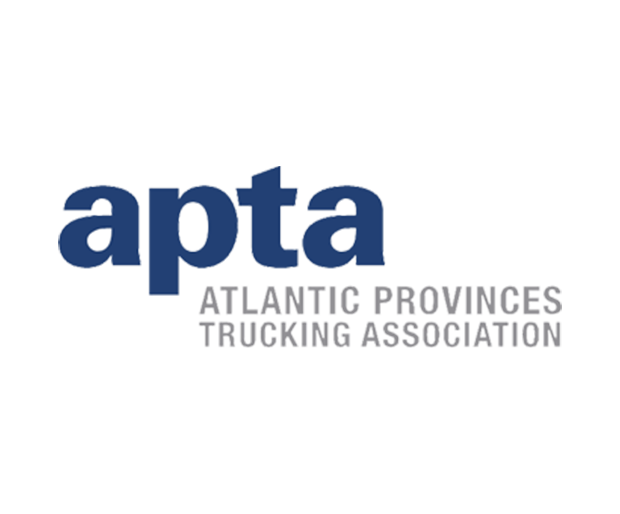 apta
ATLANTIC PROVINCES
TRUCKING ASSOCIATION